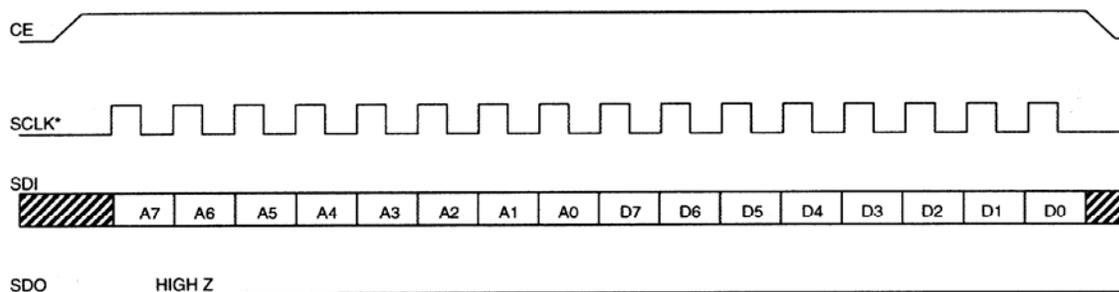 CE
SCLK*
SDI
A7 A6 A5 A4 A3 A2 A1 A0 D7 D6 D5 D4 D3 D2 D1 D0
SDO HIGH Z